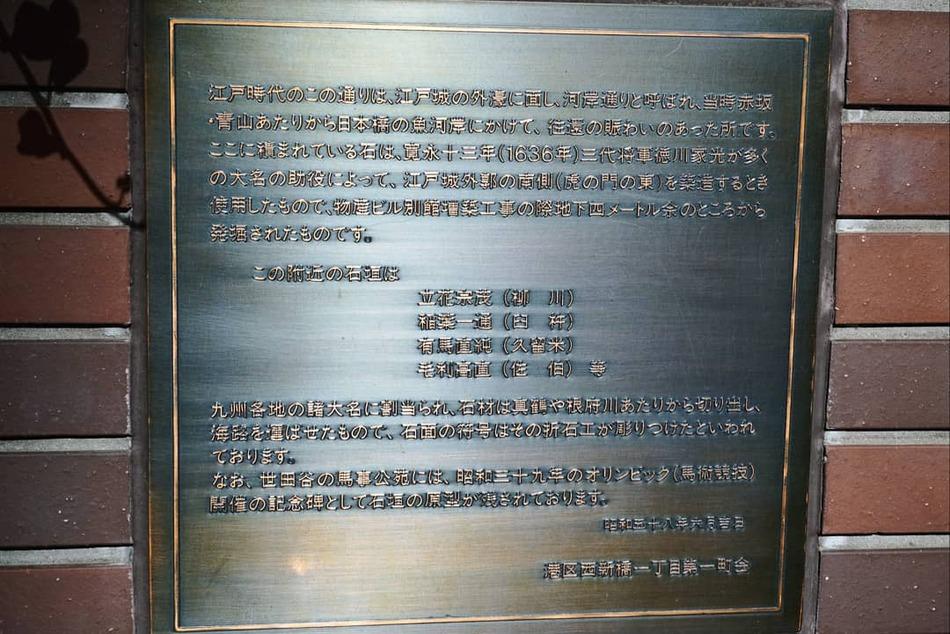 江戸時代のこの通りは、江戸城の外濠に面し、河岸通りと呼ばれ、当時赤坂
・青山あたりから日本橋の魚河岸にかけて、往還の賑わいのあった所です。
ここに積まれている石は、寛永十三年(1636年)三代将軍徳川家光が多く
の大名の助役によって、江戸城外郭の南側(虎の門の東)を築造するとき
使用したもので、物産ビル別館増築工事の際地下四メートル余のところから
発掘されたものです。
この附近の石垣は
立花宗茂(柳 川)
稲葉一通(臼 杵)
有馬直純(久留米)
毛利高直(佐 伯) 等
九州各地の諸大名に割当られ、石材は真鶴や根府川あたりから切り出し、
海路を運ばせたもので、石面の符号はその折石工が彫りつけたといわれ
ております。
なお、世田谷の馬事公苑には、昭和三十九年のオリンピック(馬術競技)
開催の記念碑として石垣の原型が残されております。
昭和 十八年六月吉日
港区西新橋一丁目第一町会